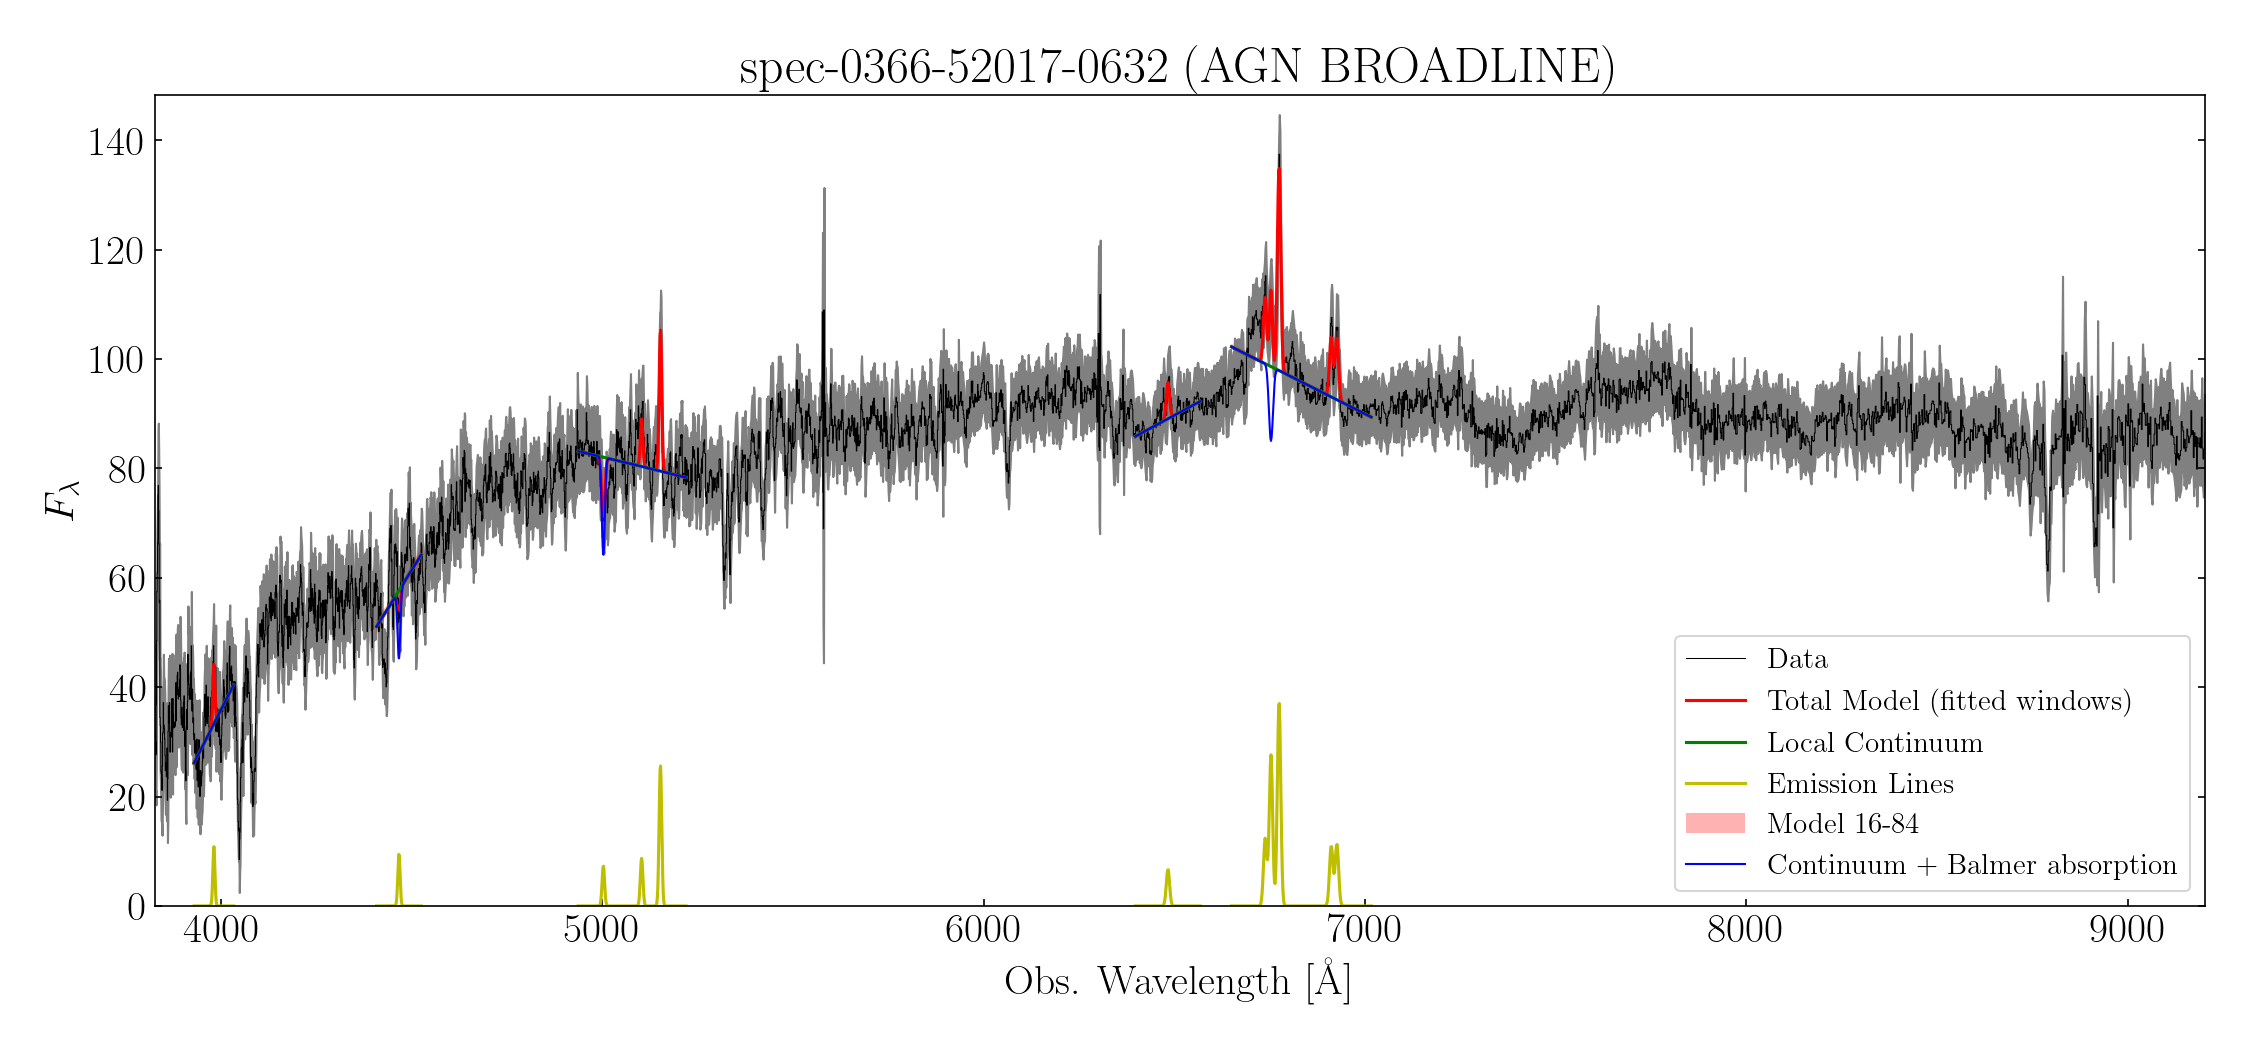 spec-0366-52017-0632 (AGN BROADLINE)
140
120
100
80
60
40
20
0
F_λ
Data
Total Model (fitted windows)
Local Continuum
Emission Lines
Model 16-84
Continuum + Balmer absorption
4000 5000 6000 7000 8000 9000
Obs. Wavelength [Å]